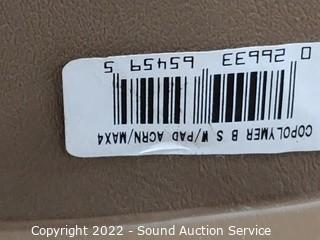 COPOLYMER B S W/PAD ACRN/MAX4
0 26633 65459 5
Copyright 2022 - Sound Auction Service